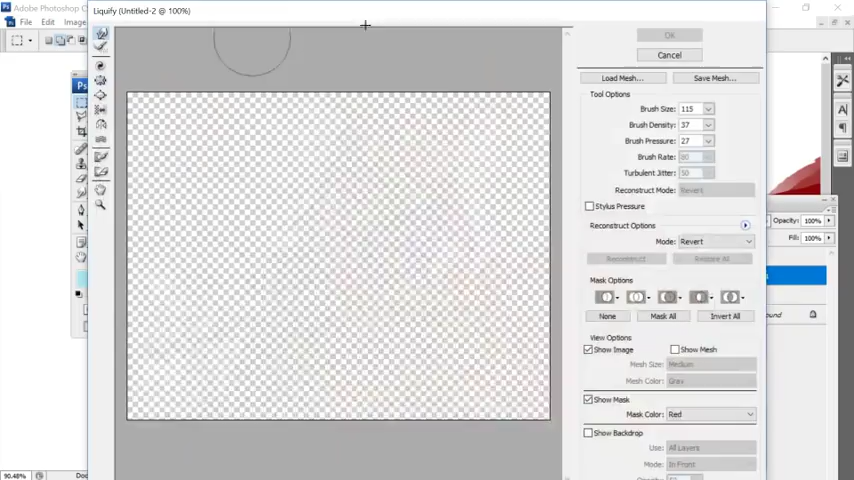 Adobe Photoshop C
Liquify (Untitled-2 @ 100%)
File Edit Image
Ps
OK
Cancel
Load Mesh... Save Mesh...
Tool Options
Brush Size: 115
Brush Density: 37
Brush Pressure: 27
Brush Rate: 80
Turbulent Jitter: 50
Reconstruct Mode: Revert
Stylus Pressure
Reconstruct Options
Mode: Revert
Reconstruct Restore All
Mask Options
None Mask All Invert All
View Options
Show Image Show Mesh
Mesh Size: Medium
Mesh Color: Gray
Show Mask
Mask Color: Red
Show Backdrop
Use: All Layers
Mode: In Front
Opacity: 100%
Fill: 100%
ound
90.48%
Doc